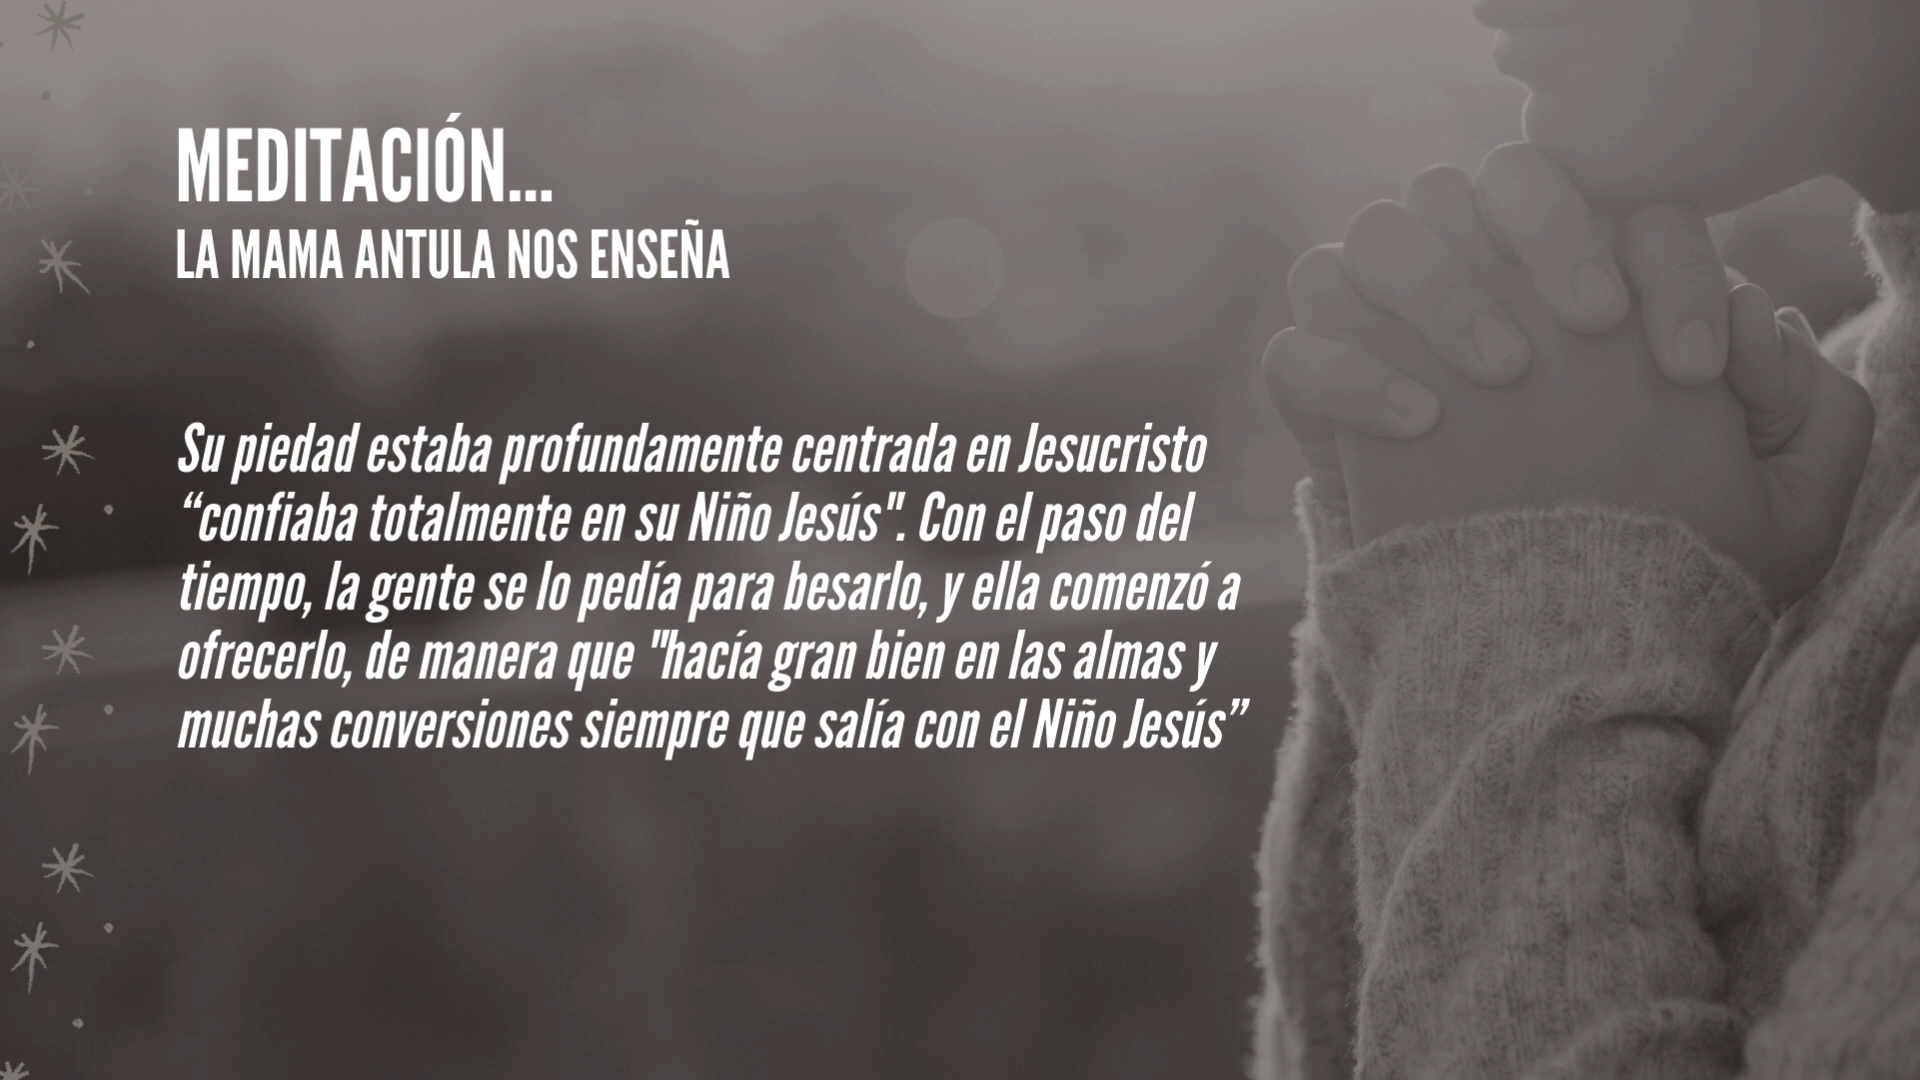 MEDITACIÓN...
LA MAMA ANTULA NOS ENSEÑA
Su piedad estaba profundamente centrada en Jesucristo
“confiaba totalmente en su Niño Jesús". Con el paso del
tiempo, la gente se lo pedía para besarlo, y ella comenzó a
ofrecerlo, de manera que "hacía gran bien en las almas y
muchas conversiones siempre que salía con el Niño Jesús”